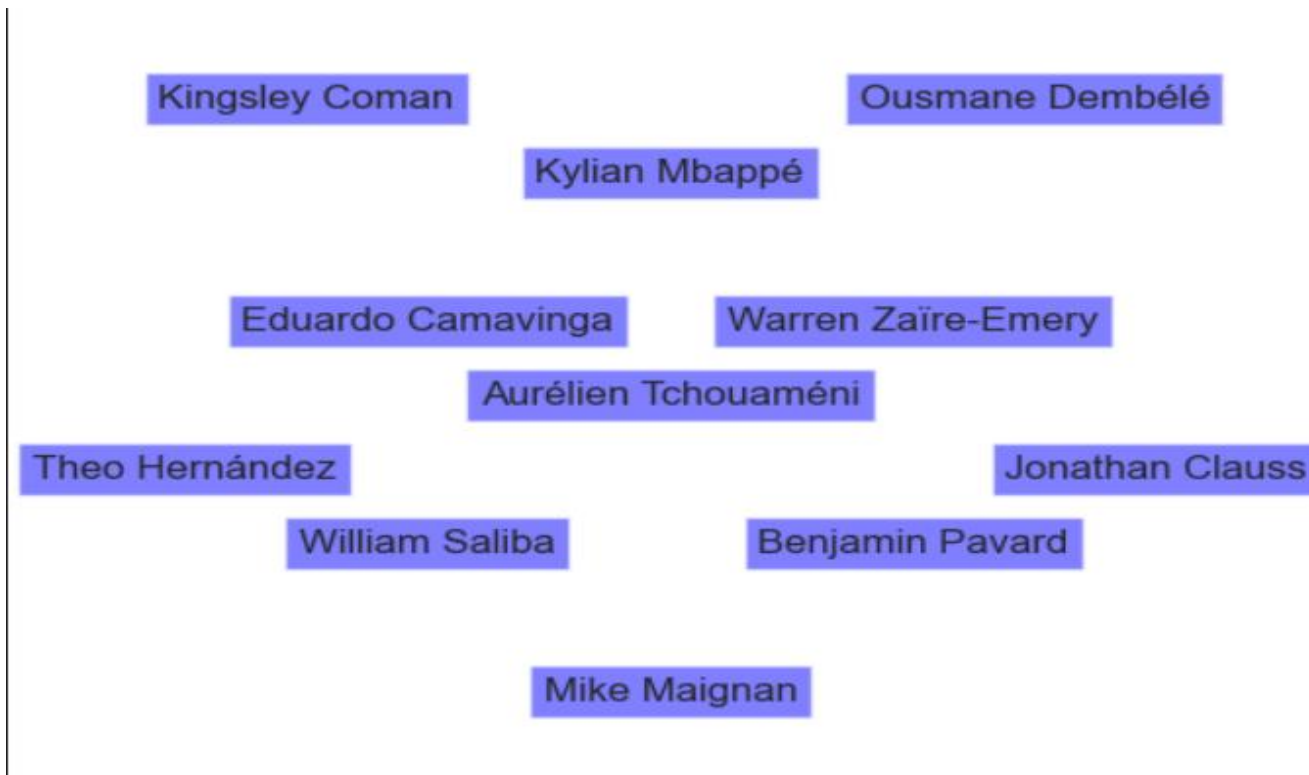 Kingsley Coman
Ousmane Dembélé
Kylian Mbappé
Eduardo Camavinga
Warren Zaïre-Emery
Aurélien Tchouaméni
Theo Hernández
Jonathan Clauss
William Saliba
Benjamin Pavard
Mike Maignan